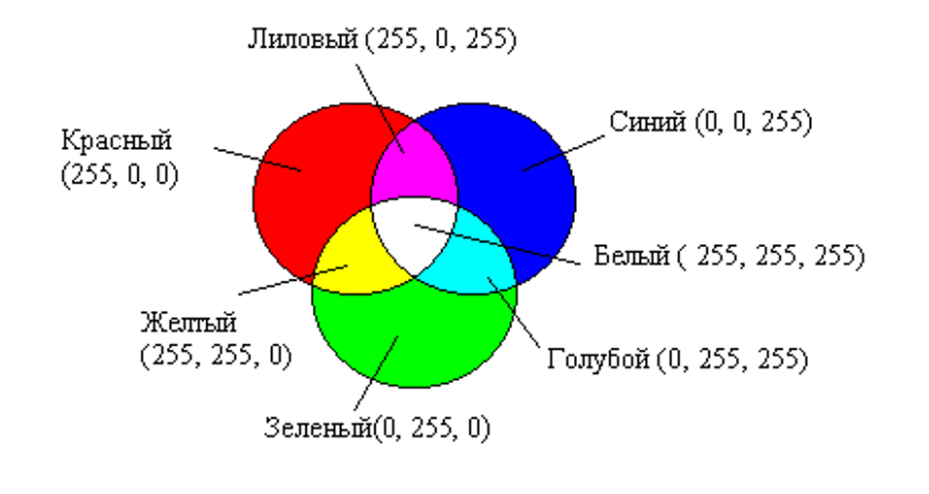 Лиловый (255, 0, 255)
Синий (0, 0, 255)
Красный
(255, 0, 0)
Белый ( 255, 255, 255)
Желтый
(255, 255, 0)
Голубой (0, 255, 255)
Зеленый(0, 255, 0)